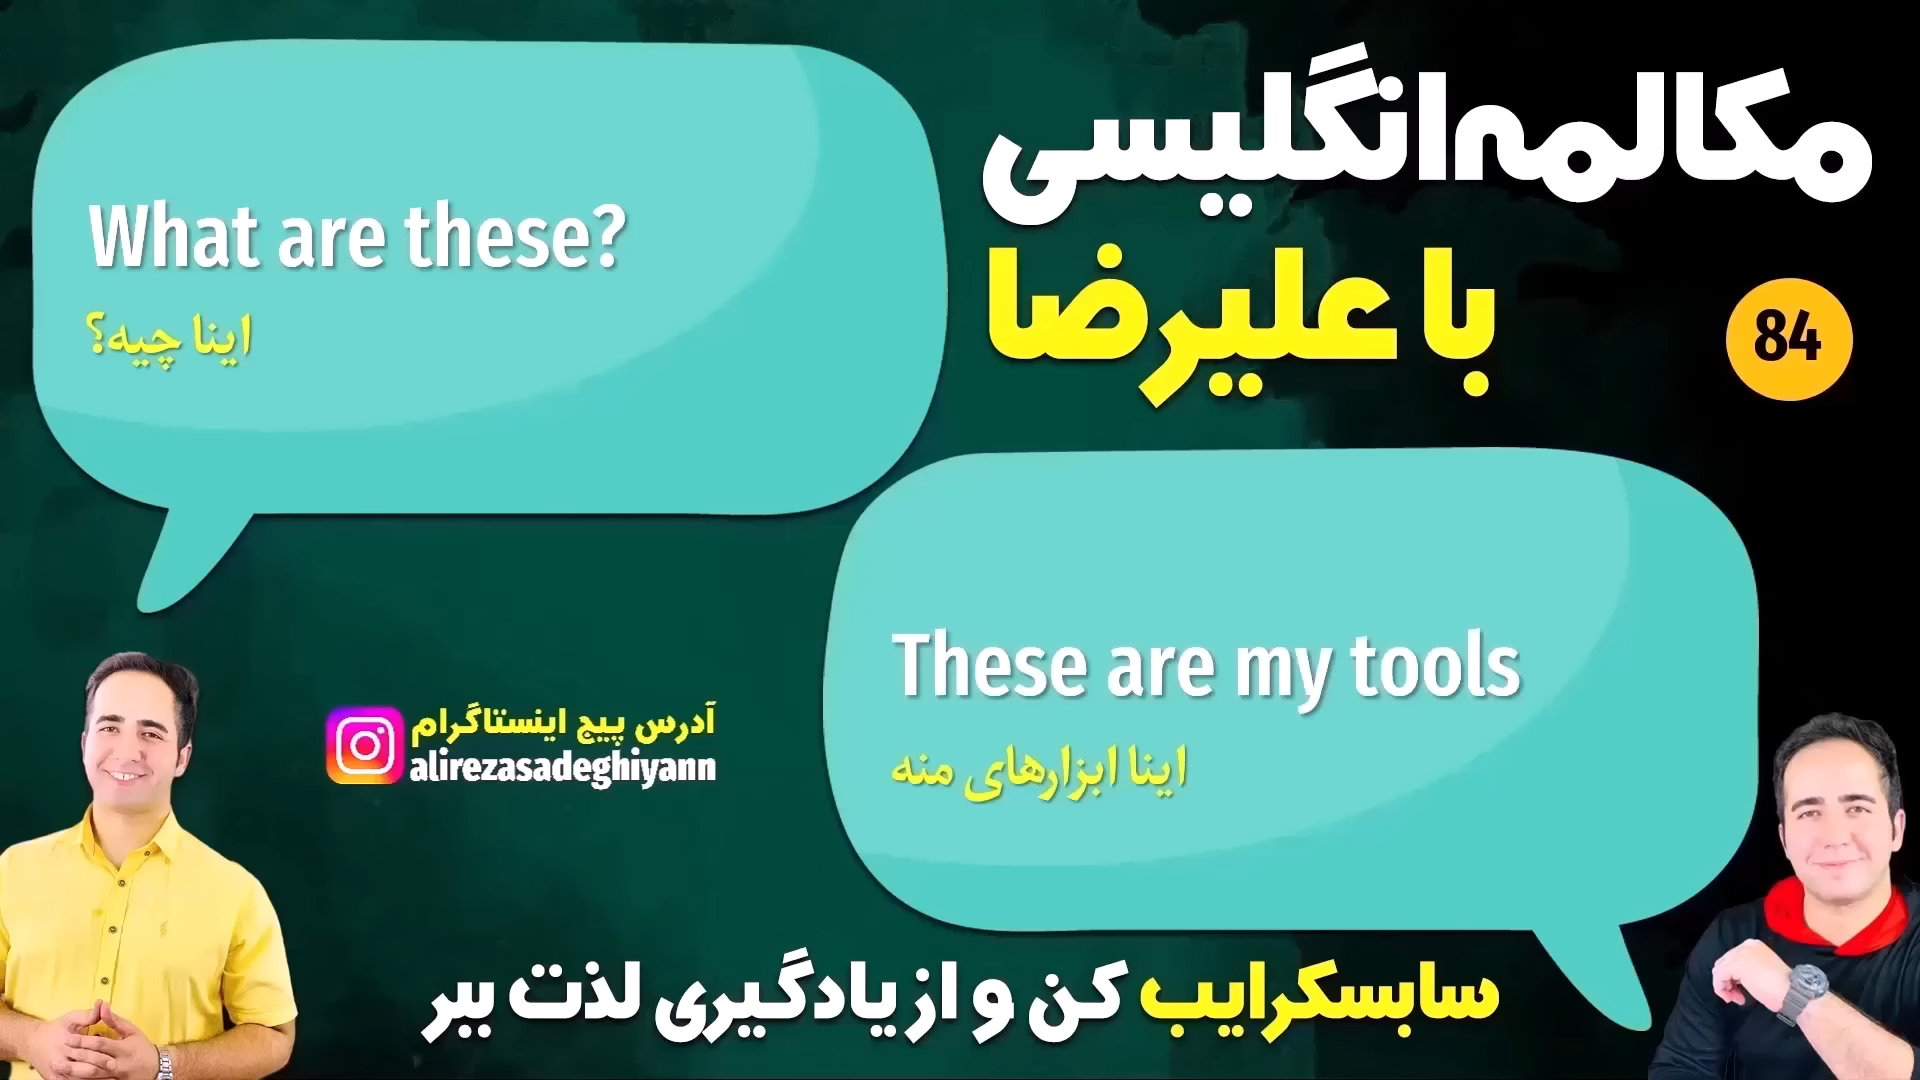 مکالمه انگلیسی
با علیرضا
84
What are these?
اینا چیه؟
These are my tools
اینا ابزارهای منه
آدرس پیج اینستاگرام
alirezasadeghiyann
سابسکرایب کن و از یادگیری لذت ببر